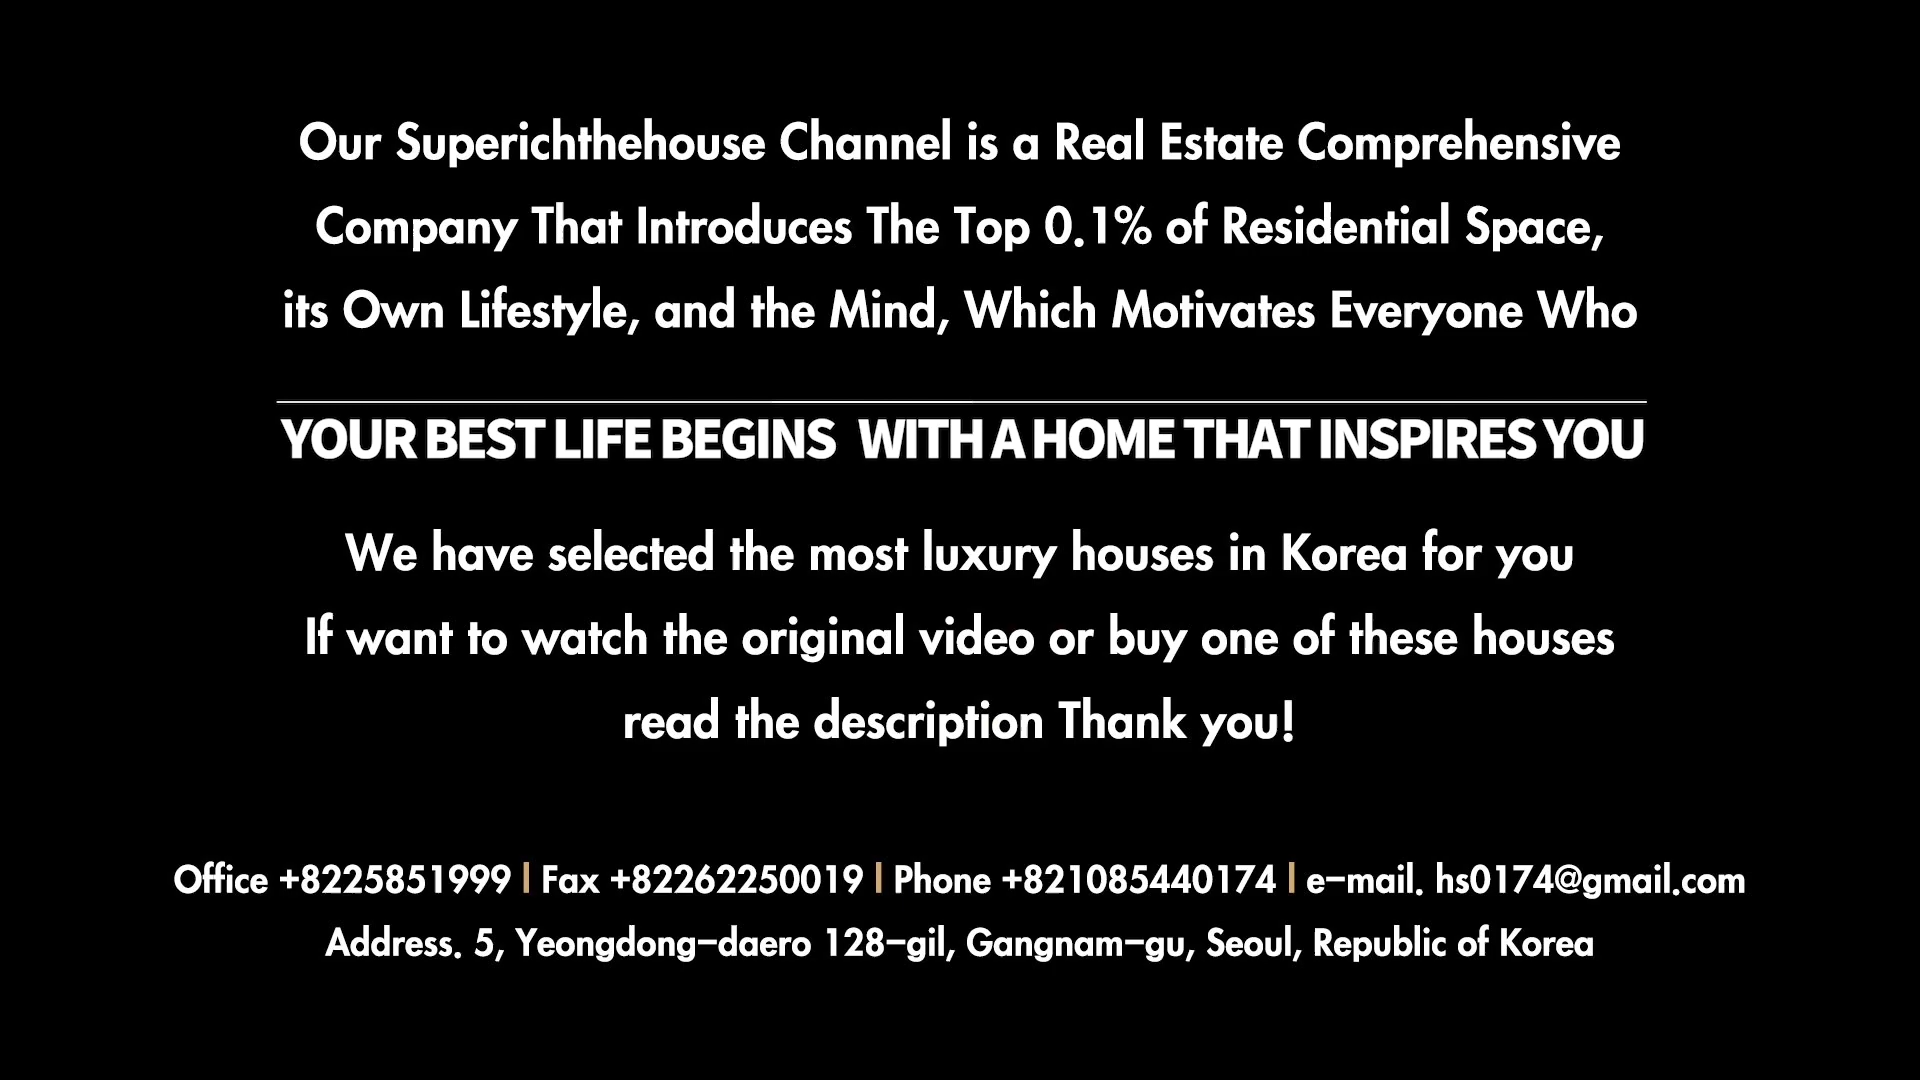 Our Superichthehouse Channel is a Real Estate Comprehensive
Company That Introduces The Top 0.1% of Residential Space,
its Own Lifestyle, and the Mind, Which Motivates Everyone Who
YOUR BEST LIFE BEGINS WITH A HOME THAT INSPIRES YOU
We have selected the most luxury houses in Korea for you
If want to watch the original video or buy one of these houses
read the description Thank you!
Office +8225851999 | Fax +82262250019 | Phone +821085440174 | e-mail. hs0174@gmail.com
Address. 5, Yeongdong-daero 128-gil, Gangnam-gu, Seoul, Republic of Korea